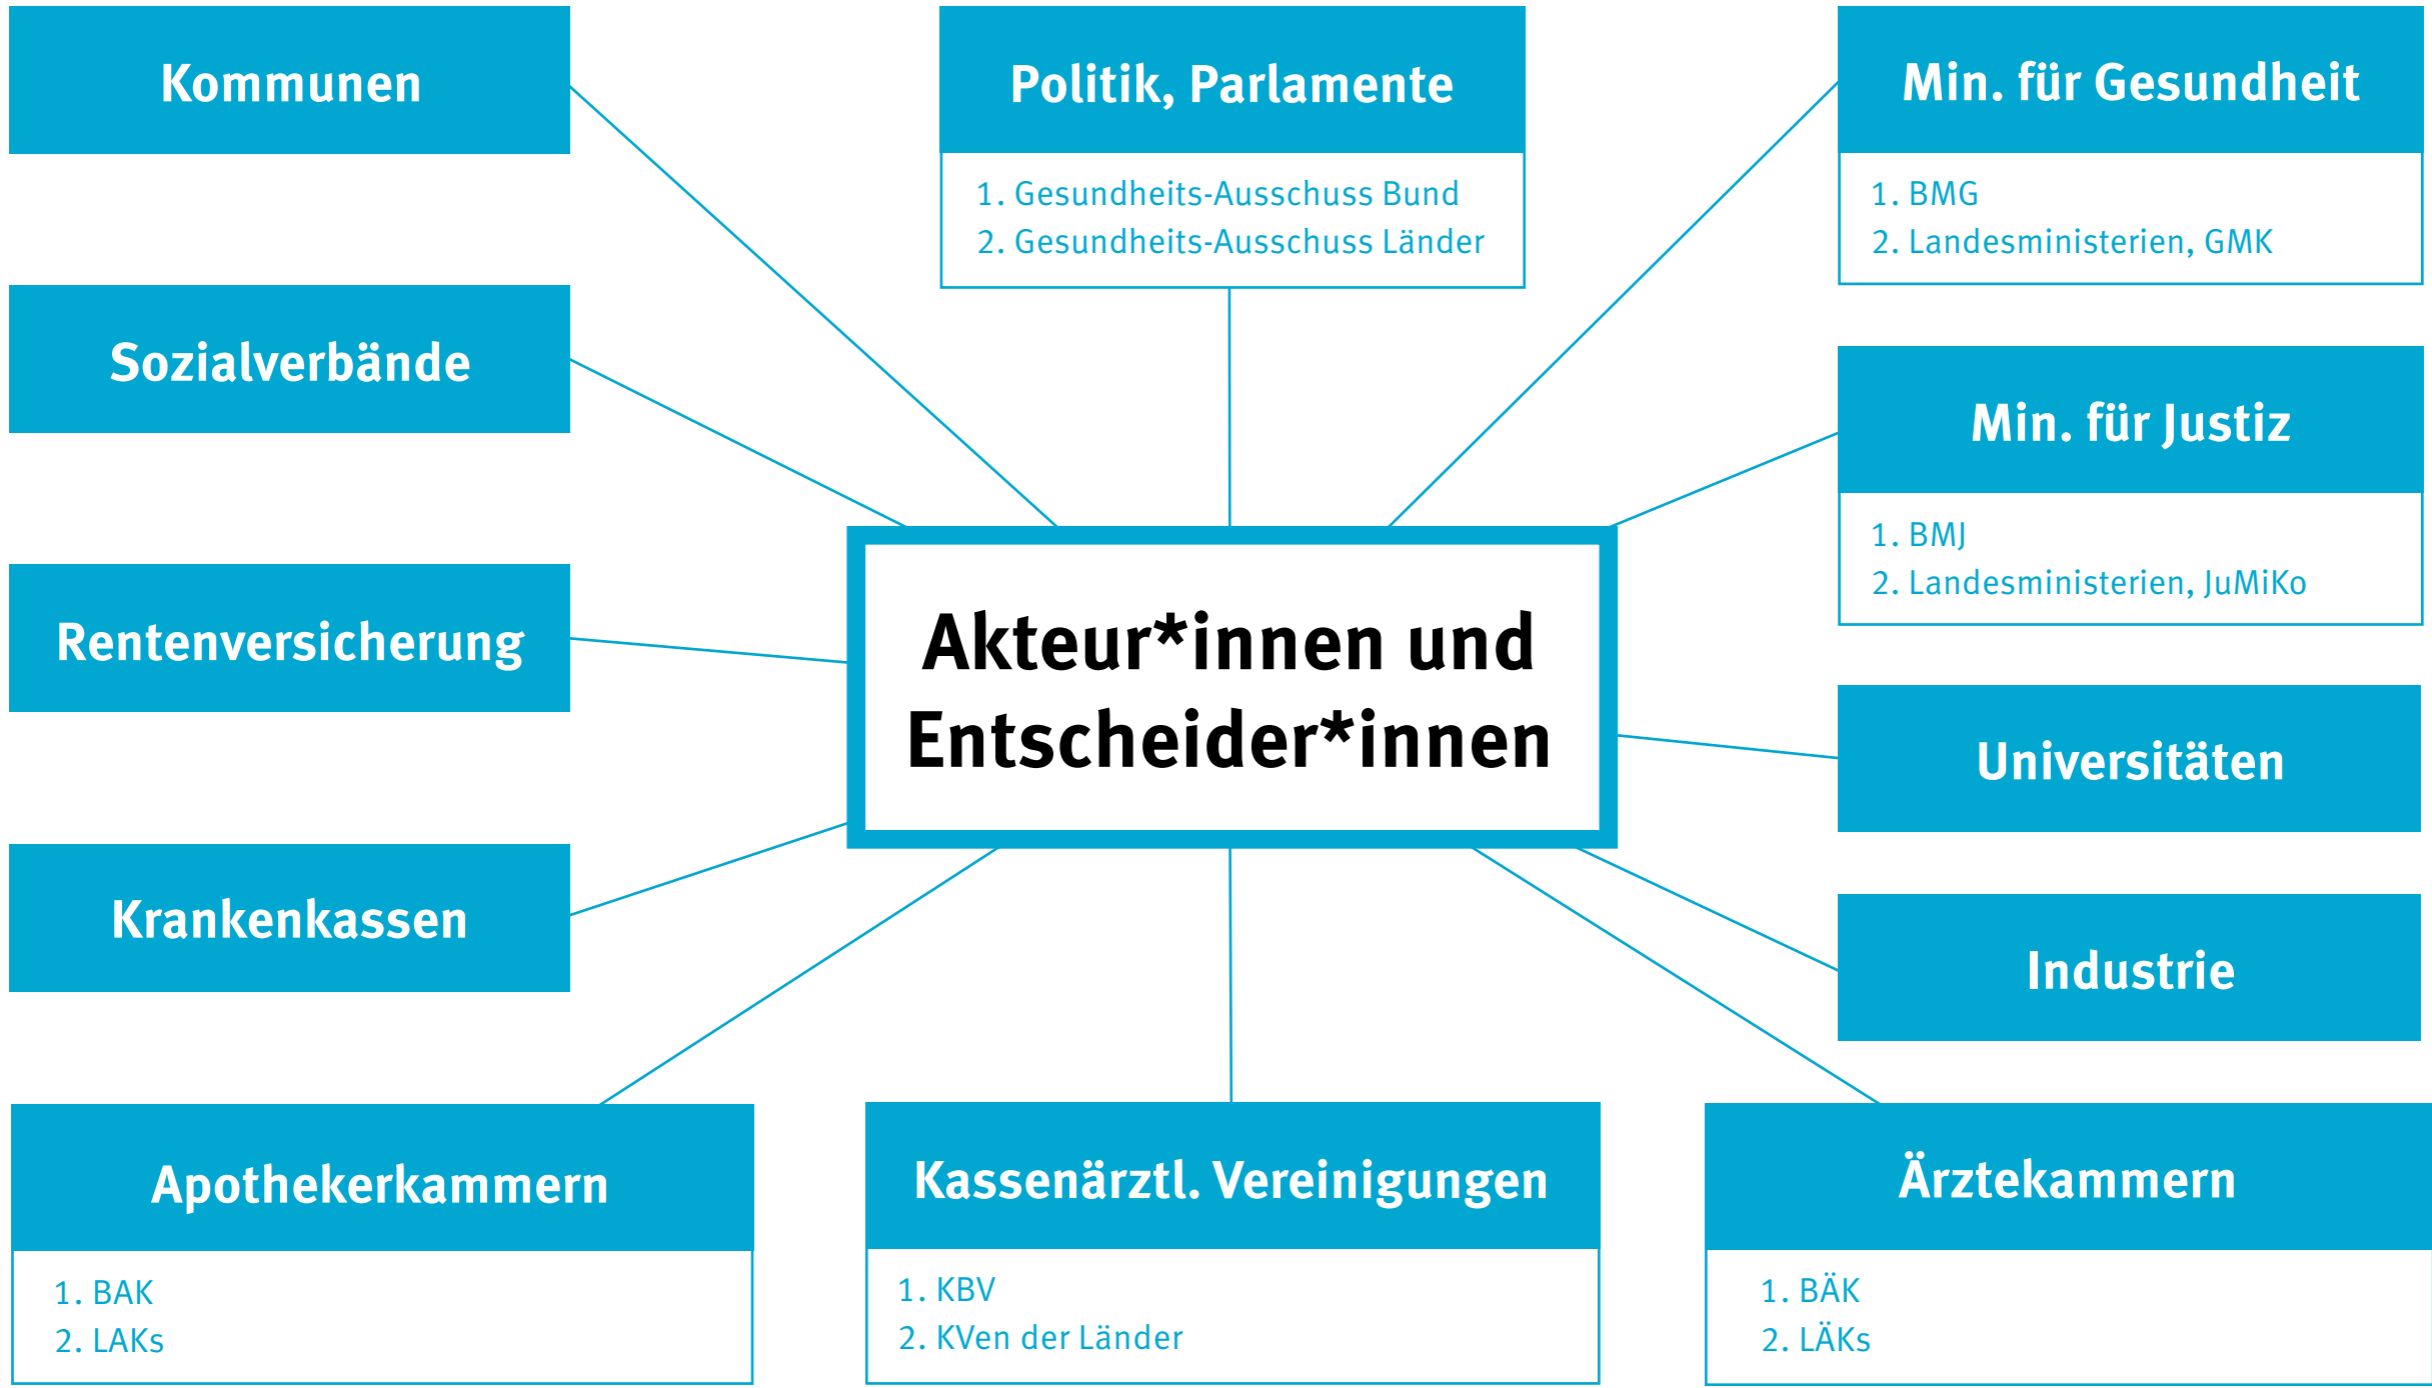 Kommunen
Politik, Parlamente
1. Gesundheits-Ausschuss Bund
2. Gesundheits-Ausschuss Länder
Min. für Gesundheit
1. BMG
2. Landesministerien, GMK
Sozialverbände
Min. für Justiz
1. BMJ
2. Landesministerien, JuMiKo
Rentenversicherung
Akteur*innen und
Entscheider*innen
Universitäten
Krankenkassen
Industrie
Apothekerkammern
1. BAK
2. LAKs
Kassenärztl. Vereinigungen
1. KBV
2. KVen der Länder
Ärztekammern
1. BÄK
2. LÄKs